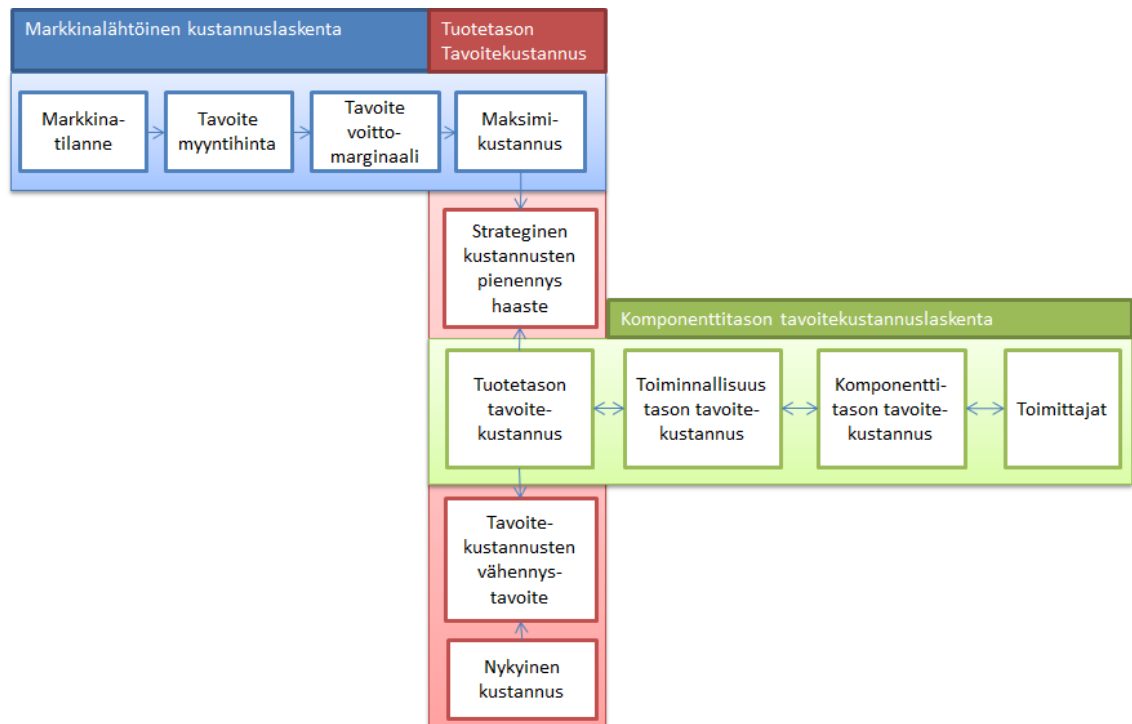 Markkinalähtöinen kustannuslaskenta
Tuotetason
Tavoitekustannus
Markkina-
tilanne
Tavoite
myyntihinta
Tavoite
voitto-
marginaali
Maksimi-
kustannus
Strateginen
kustannusten
pienennys
haaste
Komponenttitason tavoitekustannuslaskenta
Tuotetason
tavoite-
kustannus
Toiminnallisuus
tason tavoite-
kustannus
Komponentti-
tason tavoite-
kustannus
Toimittajat
Tavoite-
kustannusten
vähennys-
tavoite
Nykyinen
kustannus